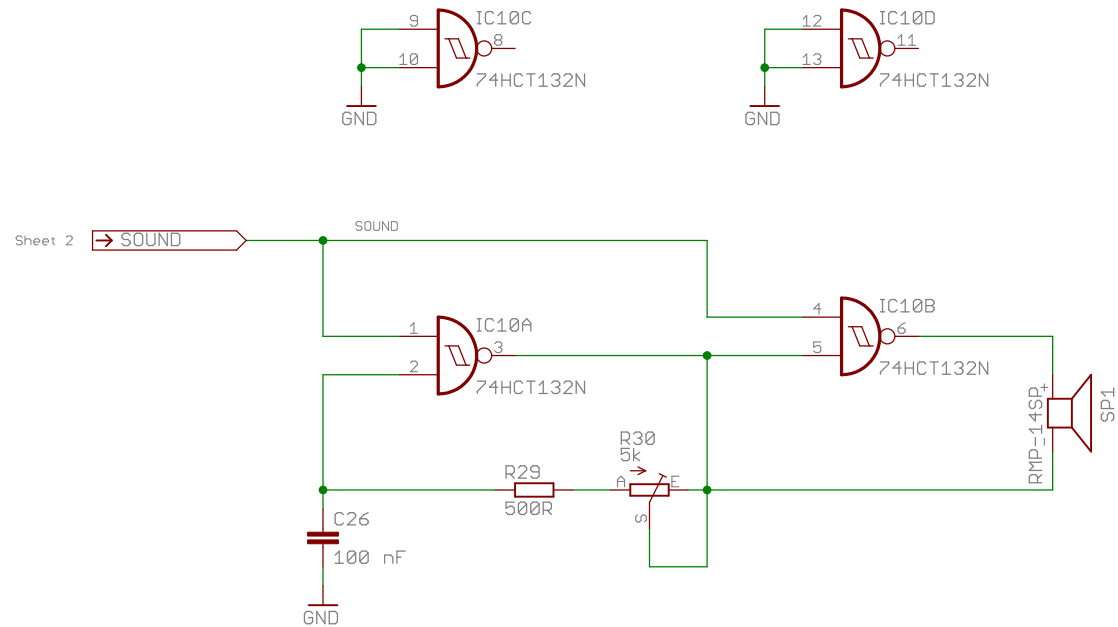 IC10C
9
8
10
74HCT132N
GND
IC10D
12
11
13
74HCT132N
GND
Sheet 2
SOUND
SOUND
IC10A
1
3
2
74HCT132N
IC10B
4
6
5
74HCT132N
RMP-14SP
+
SP1
R30
5k
A
E
S
R29
500R
C26
100 nF
GND